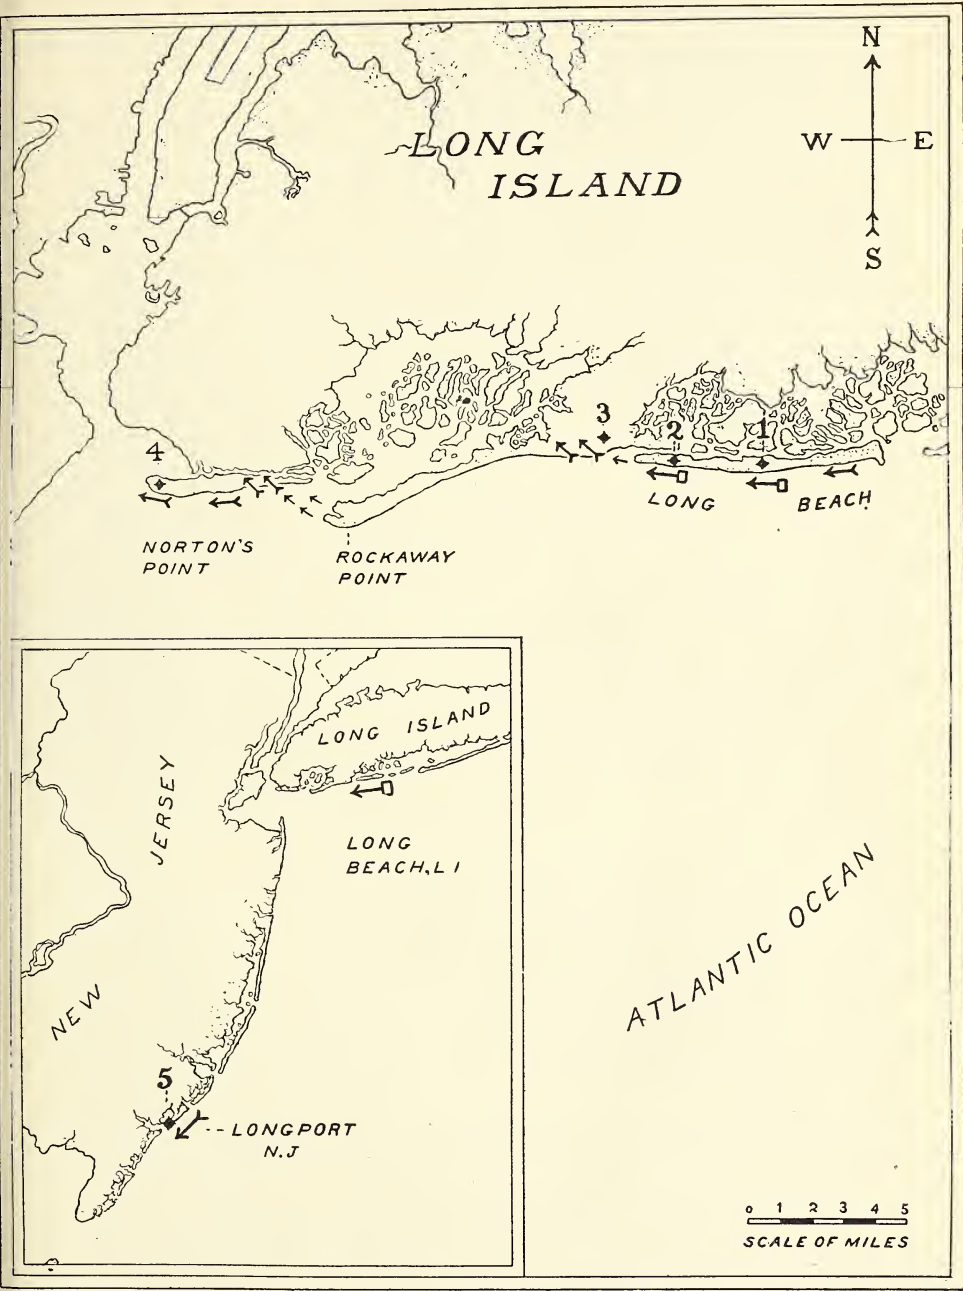 N
W E
S
LONG
ISLAND
3
2
1
4
LONG BEACH
NORTON'S
POINT
ROCKAWAY
POINT
LONG ISLAND
NEW JERSEY
LONG
BEACH, L I
5
LONGPORT
N.J
ATLANTIC OCEAN
0 1 2 3 4 5
SCALE OF MILES